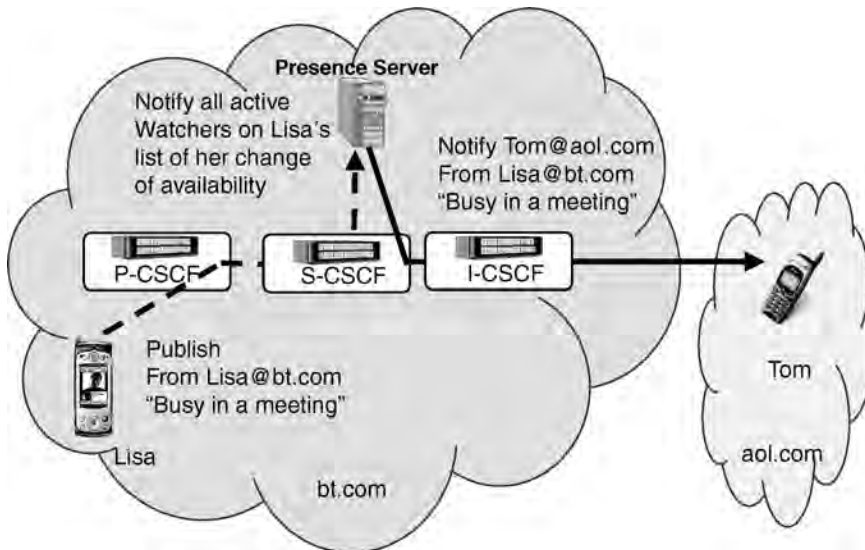 Presence Server
Notify all active
Watchers on Lisa's
list of her change
of availability
Notify Tom@aol.com
From Lisa@bt.com
“Busy in a meeting”
P-CSCF
S-CSCF
I-CSCF
Publish
From Lisa@bt.com
“Busy in a meeting”
Lisa
bt.com
Tom
aol.com